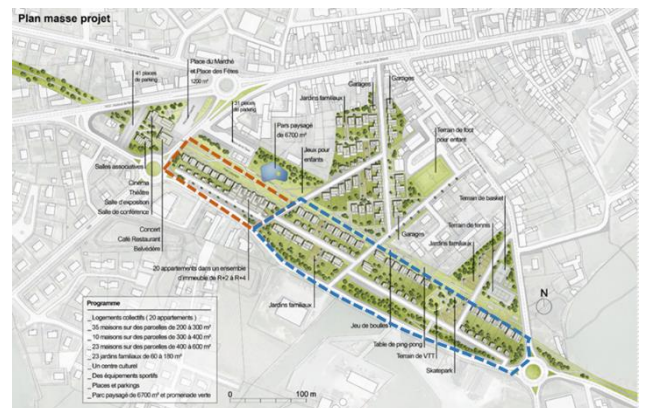 Plan masse projet
41 places
de parking
Place du Marché
et Place des Fêtes
1200 m²
31 places
de parking
Garages
Garages
Jardins familiaux
Parc paysagé
de 6700 m²
Terrain de foot
pour enfant
Jeux pour
enfants
Salles associatives
Cinéma
Théâtre
Salle d'exposition
Salle de conférence
Terrain de basket
Terrain de tennis
Jardins familiaux
Garages
Concert
Café Restaurant
Belvédère
20 appartements dans un ensemble
d'immeuble de R+2 à R+4
Jardins familiaux
N
Jeu de boules
Table de ping-pong
Terrain de VTT
Skatepark
Programme
_ Logements collectifs ( 20 appartements )
_ 35 maisons sur des parcelles de 200 à 300 m²
_ 10 maisons sur des parcelles de 300 à 400 m²
_ 23 maisons sur des parcelles de 400 à 600 m²
_ 23 jardins familiaux de 60 à 180 m²
_ Un centre culturel
_ Des équipements sportifs
_ Places et parkings
_ Parc paysagé de 6700 m² et promenade verte
0 100 m